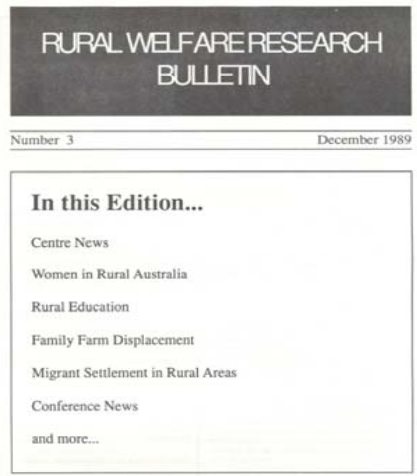 RURAL WELFARE RESEARCH
BULLETIN
Number 3 December 1989
In this Edition...
Centre News
Women in Rural Australia
Rural Education
Family Farm Displacement
Migrant Settlement in Rural Areas
Conference News
and more...